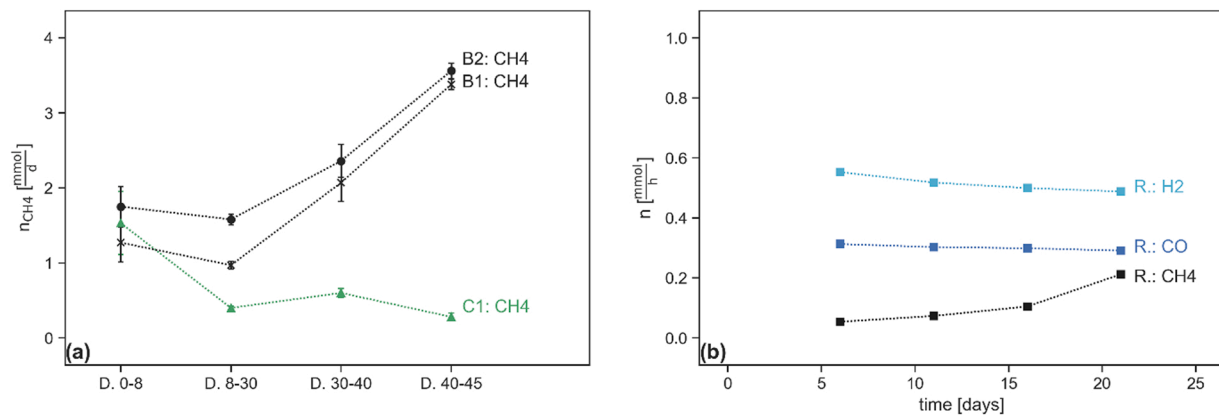 4
3
2
1
0
n_CH4 [mmol/d]
B2: CH4
B1: CH4
C1: CH4
(a)
D. 0-8 D. 8-30 D. 30-40 D. 40-45
1.0
0.8
0.6
0.4
0.2
0.0
n [mmol/h]
R.: H2
R.: CO
R.: CH4
(b)
0 5 10 15 20 25
time [days]